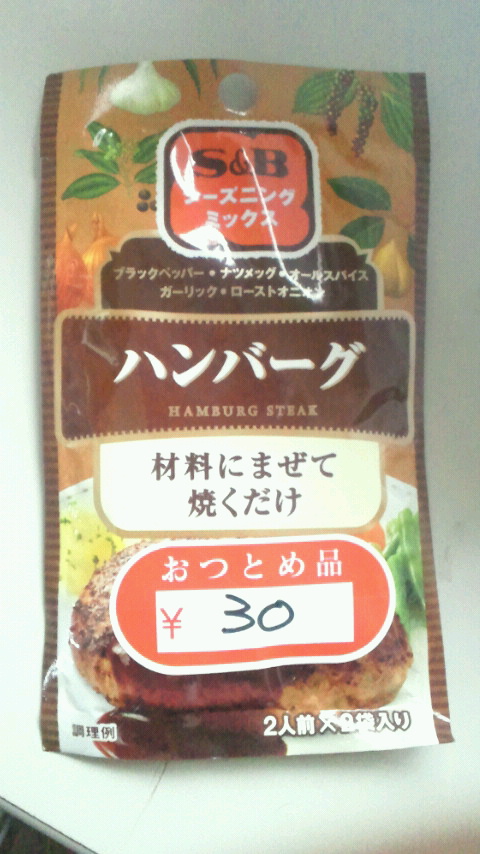 S&B
シーズニング
ミックス
ブラックペッパー・ナツメッグ・オールスパイス
ガーリック・ローストオニオン
ハンバーグ
HAMBURG STEAK
材料にまぜて
焼くだけ
おつとめ品
¥ 30
調理例
2人前×2袋入り